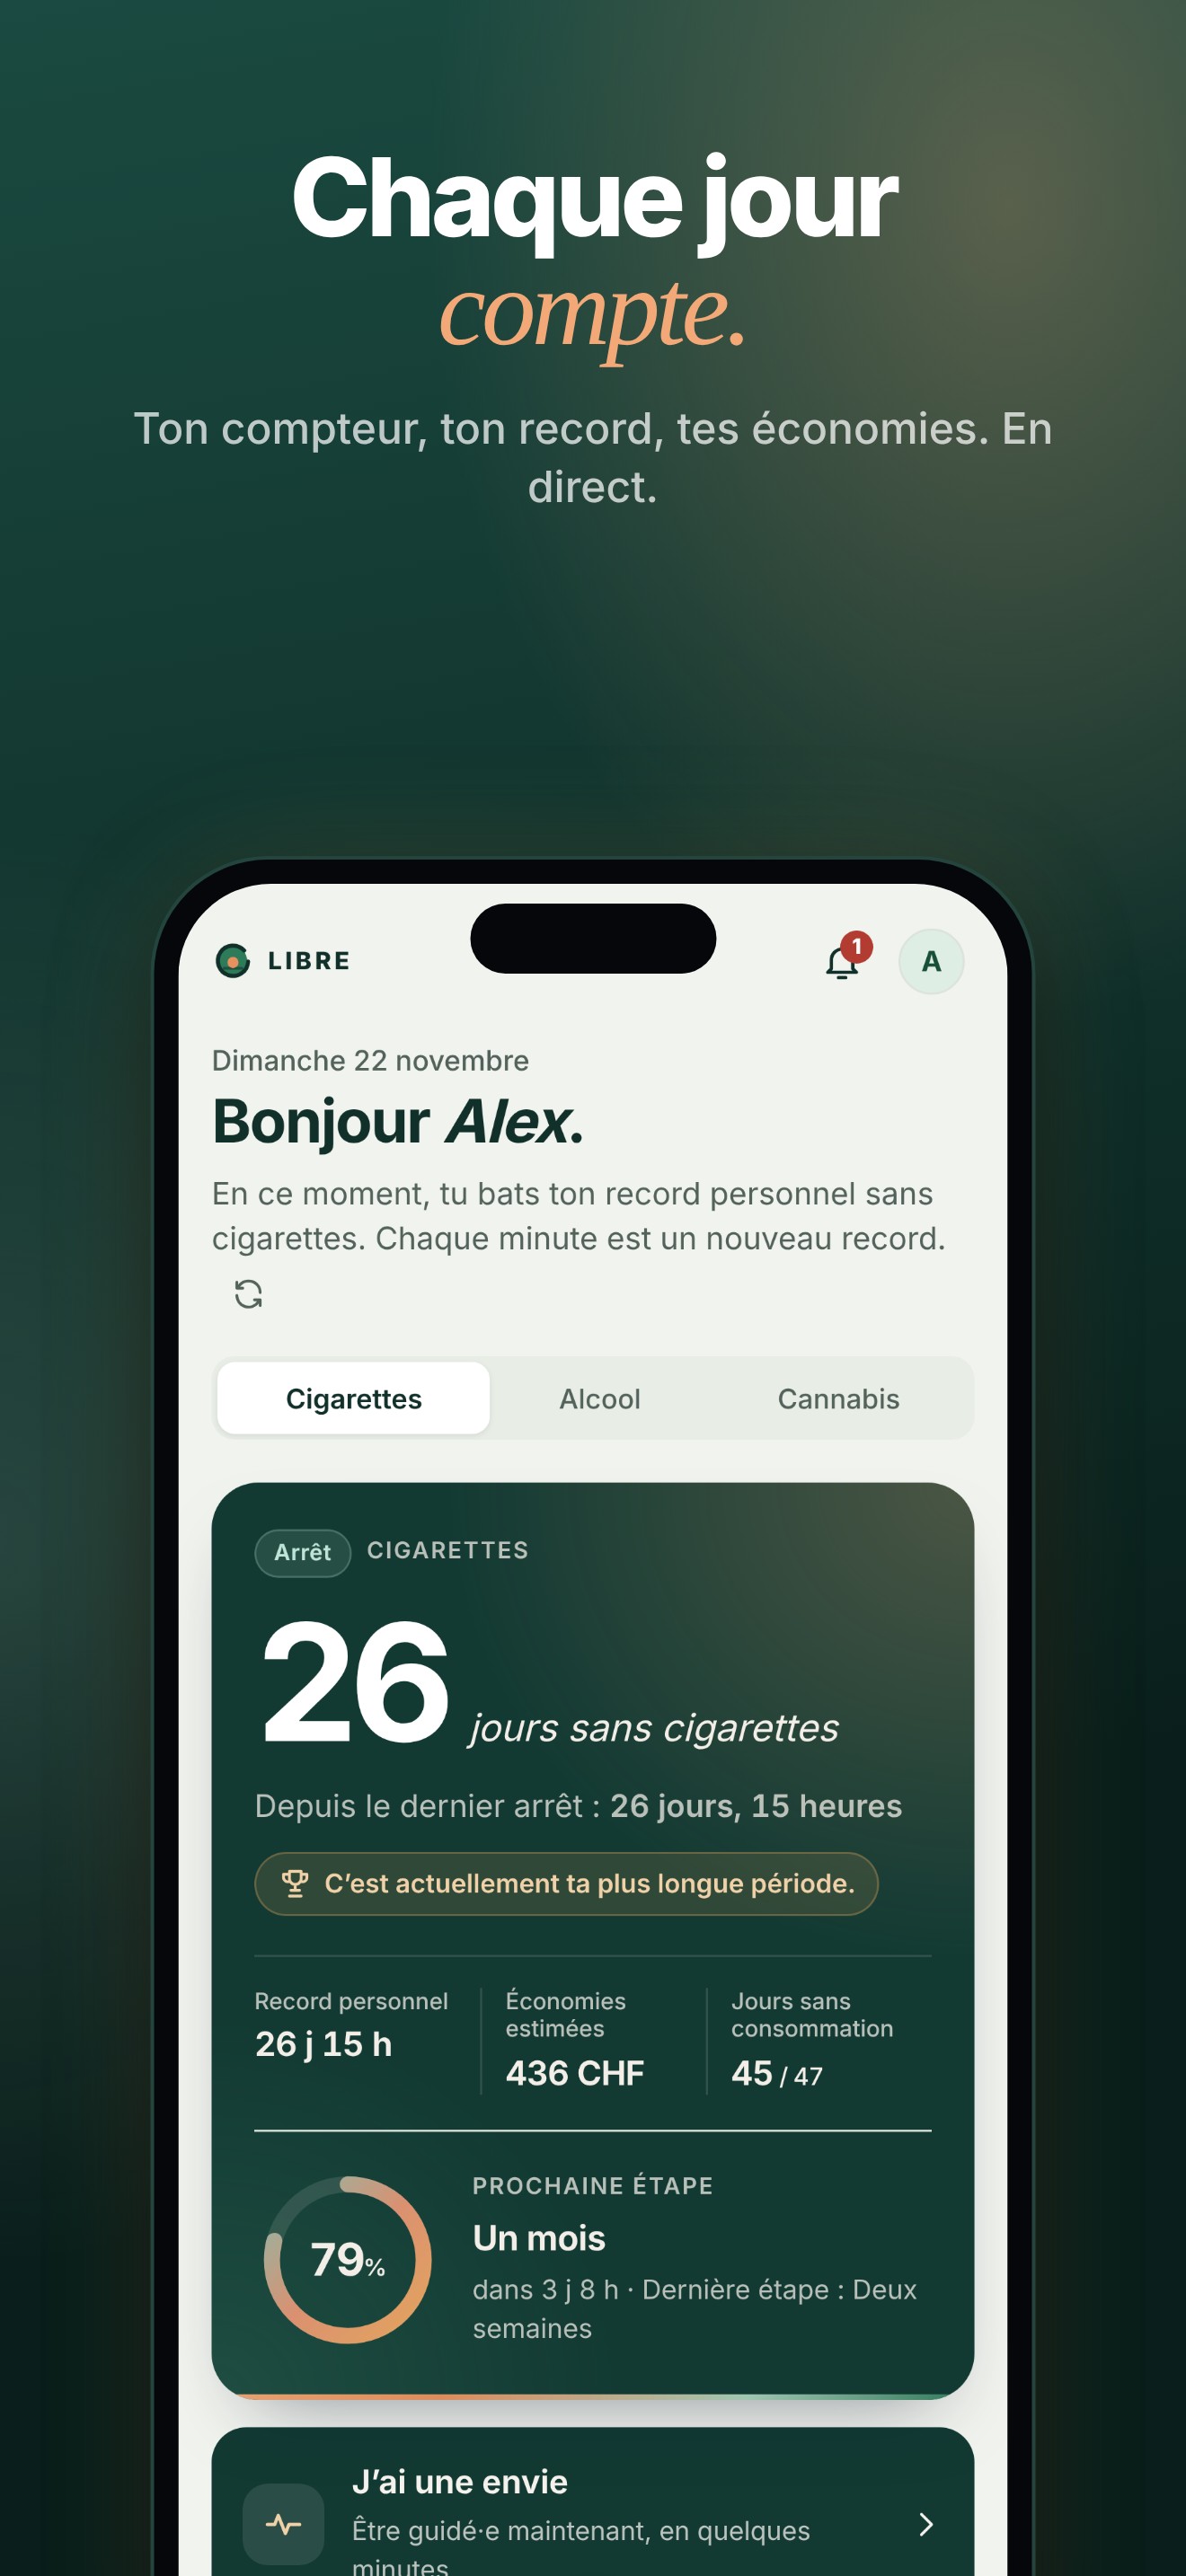 Chaque jour
compte.
Ton compteur, ton record, tes économies. En
direct.
LIBRE
1
A
Dimanche 22 novembre
Bonjour Alex.
En ce moment, tu bats ton record personnel sans
cigarettes. Chaque minute est un nouveau record.
Cigarettes
Alcool
Cannabis
Arrêt
CIGARETTES
26 jours sans cigarettes
Depuis le dernier arrêt : 26 jours, 15 heures
C’est actuellement ta plus longue période.
Record personnel
26 j 15 h
Économies
estimées
436 CHF
Jours sans
consommation
45 / 47
79%
PROCHAINE ÉTAPE
Un mois
dans 3 j 8 h · Dernière étape : Deux
semaines
J’ai une envie
Être guidé·e maintenant, en quelques
minutes